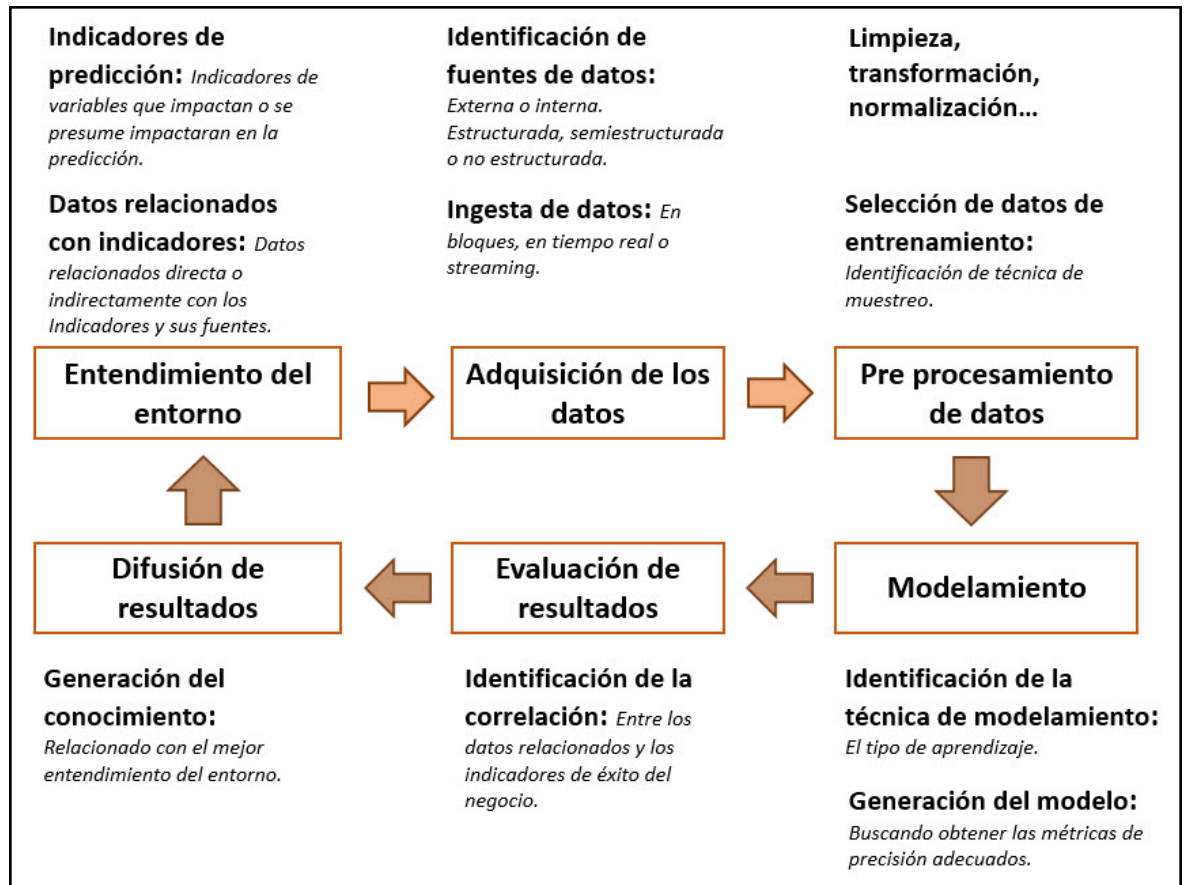 Indicadores de
predicción: Indicadores de
variables que impactan o se
presume impactaran en la
predicción.
Datos relacionados
con indicadores: Datos
relacionados directa o
indirectamente con los
Indicadores y sus fuentes.
Identificación de
fuentes de datos:
Externa o interna.
Estructurada, semiestructurada
o no estructurada.
Ingesta de datos: En
bloques, en tiempo real o
streaming.
Limpieza,
transformación,
normalización...
Selección de datos de
entrenamiento:
Identificación de técnica de
muestreo.
Entendimiento del
entorno
Adquisición de los
datos
Pre procesamiento
de datos
Difusión de
resultados
Evaluación de
resultados
Modelamiento
Generación del
conocimiento:
Relacionado con el mejor
entendimiento del entorno.
Identificación de la
correlación: Entre los
datos relacionados y los
indicadores de éxito del
negocio.
Identificación de la
técnica de modelamiento:
El tipo de aprendizaje.
Generación del modelo:
Buscando obtener las métricas de
precisión adecuados.